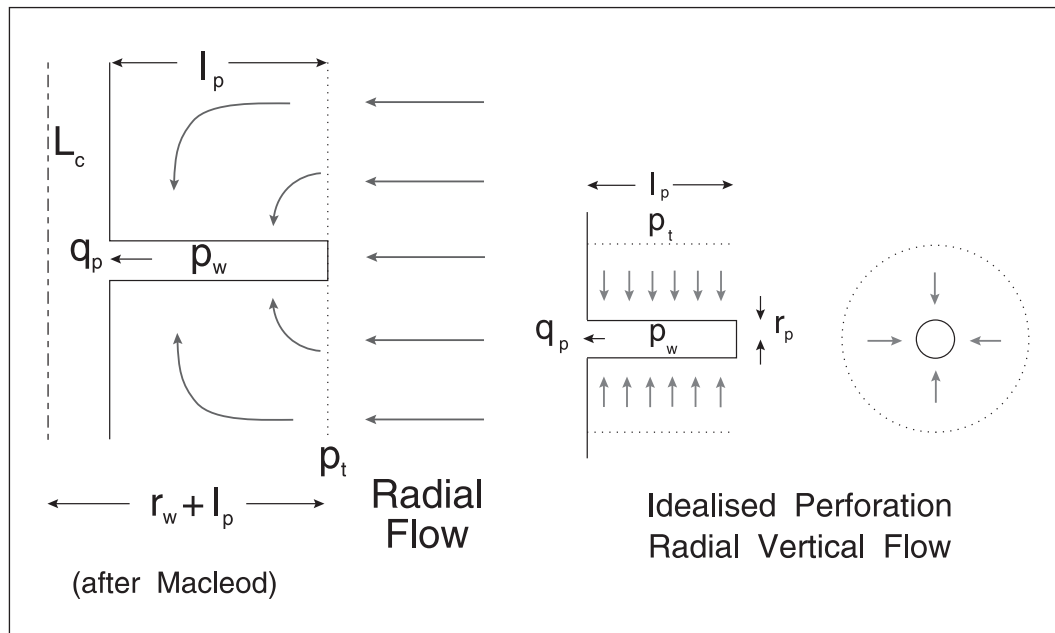 l_p
L_c
q_p
p_w
p_t
r_w + l_p
Radial
Flow
(after Macleod)
l_p
p_t
q_p
p_w
r_p
Idealised Perforation
Radial Vertical Flow